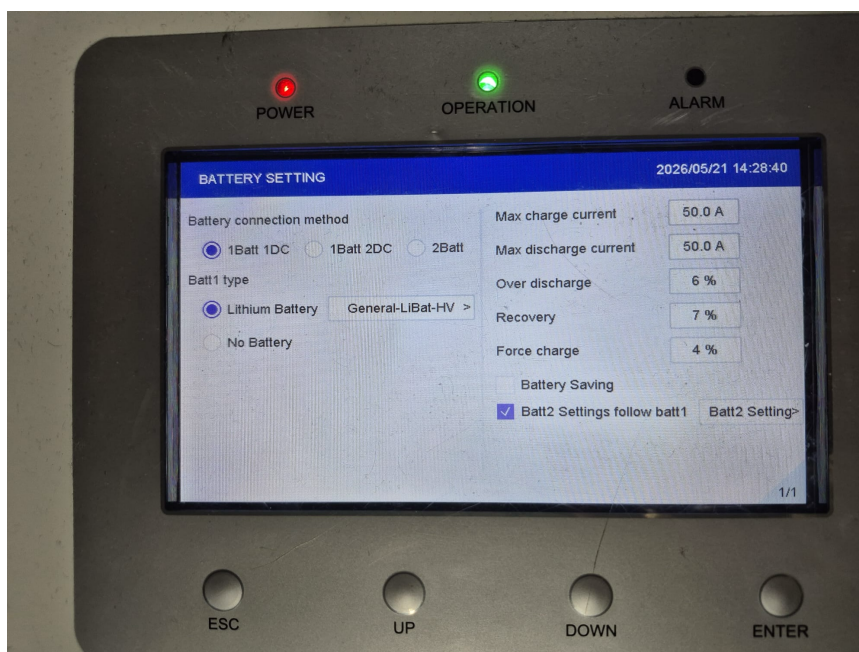 POWER
OPERATION
ALARM
BATTERY SETTING
2026/05/21 14:28:40
Battery connection method
1Batt 1DC 1Batt 2DC 2Batt
Batt1 type
Lithium Battery General-LiBat-HV >
No Battery
Max charge current 50.0 A
Max discharge current 50.0 A
Over discharge 6 %
Recovery 7 %
Force charge 4 %
Battery Saving
Batt2 Settings follow batt1 Batt2 Setting>
1/1
ESC
UP
DOWN
ENTER